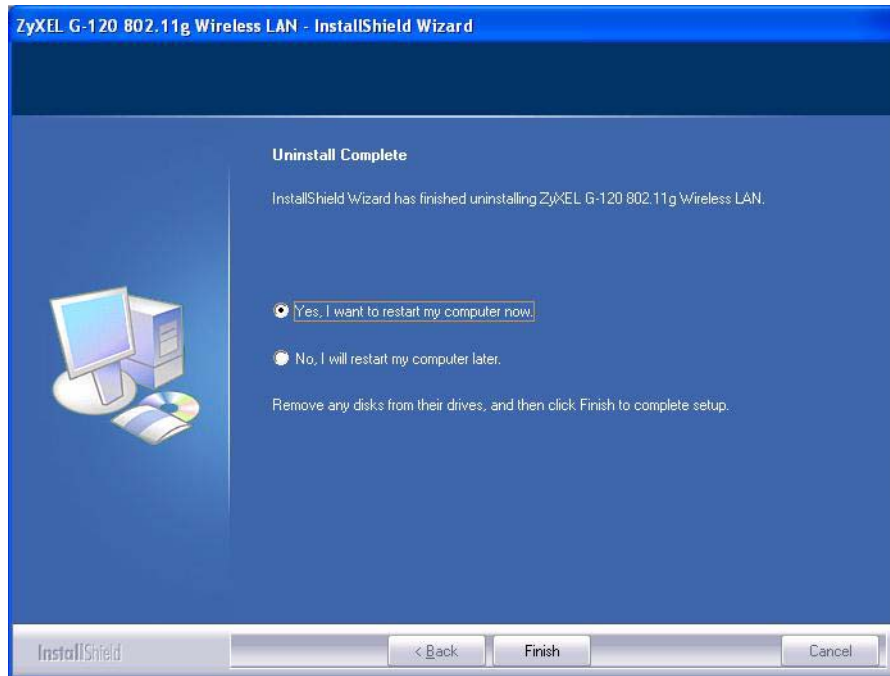 ZyXEL G-120 802.11g Wireless LAN - InstallShield Wizard
Uninstall Complete
InstallShield Wizard has finished uninstalling ZyXEL G-120 802.11g Wireless LAN.
Yes, I want to restart my computer now.
No, I will restart my computer later.
Remove any disks from their drives, and then click Finish to complete setup.
InstallShield
< Back
Finish
Cancel